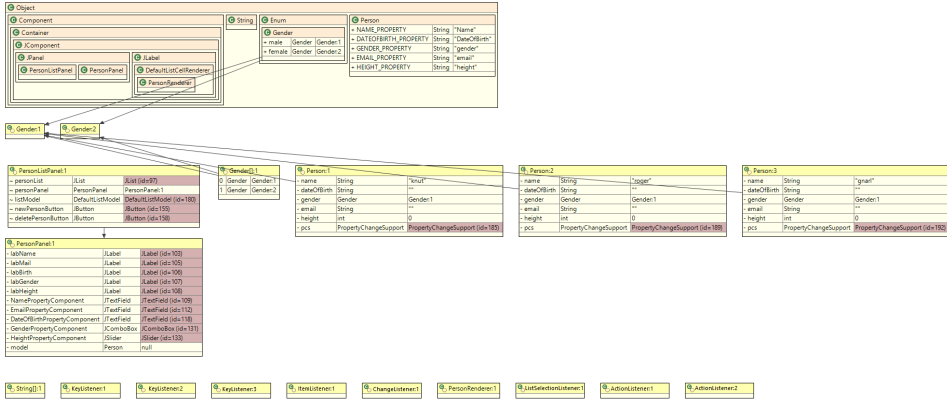 Object
Component
Container
JComponent
JPanel
PersonListPanel PersonPanel
JLabel
DefaultListCellRenderer
PersonRenderer
String
Enum
Gender
+ male Gender Gender:1
+ female Gender Gender:2
Person
+ NAME_PROPERTY String "Name"
+ DATEOFBIRTH_PROPERTY String "DateOfBirth"
+ GENDER_PROPERTY String "gender"
+ EMAIL_PROPERTY String "email"
+ HEIGHT_PROPERTY String "height"
Gender:1
Gender:2
PersonListPanel:1
~ personList JList JList (id=97)
~ personPanel PersonPanel PersonPanel:1
~ listModel DefaultListModel DefaultListModel (id=180)
~ newPersonButton JButton JButton (id=155)
~ deletePersonButton JButton JButton (id=158)
Gender[]:1
0 Gender Gender:1
1 Gender Gender:2
Person:1
- name String "knut"
- dateOfBirth String ""
- gender Gender Gender:1
- email String ""
- height int 0
- pcs PropertyChangeSupport PropertyChangeSupport (id=185)
Person:2
- name String "roger"
- dateOfBirth String ""
- gender Gender Gender:1
- email String ""
- height int 0
- pcs PropertyChangeSupport PropertyChangeSupport (id=189)
Person:3
- name String "gnarl"
- dateOfBirth String ""
- gender Gender Gender:1
- email String ""
- height int 0
- pcs PropertyChangeSupport PropertyChangeSupport (id=192)
PersonPanel:1
- labName JLabel JLabel (id=103)
- labMail JLabel JLabel (id=105)
- labBirth JLabel JLabel (id=106)
- labGender JLabel JLabel (id=107)
- labHeight JLabel JLabel (id=108)
- NamePropertyComponent JTextField JTextField (id=109)
- EmailPropertyComponent JTextField JTextField (id=112)
- DateOfBirthPropertyComponent JTextField JTextField (id=118)
- GenderPropertyComponent JComboBox JComboBox (id=131)
- HeightPropertyComponent JSlider JSlider (id=133)
- model Person null
String[]:1
KeyListener:1
KeyListener:2
KeyListener:3
ItemListener:1
ChangeListener:1
PersonRenderer:1
ListSelectionListener:1
ActionListener:1
ActionListener:2